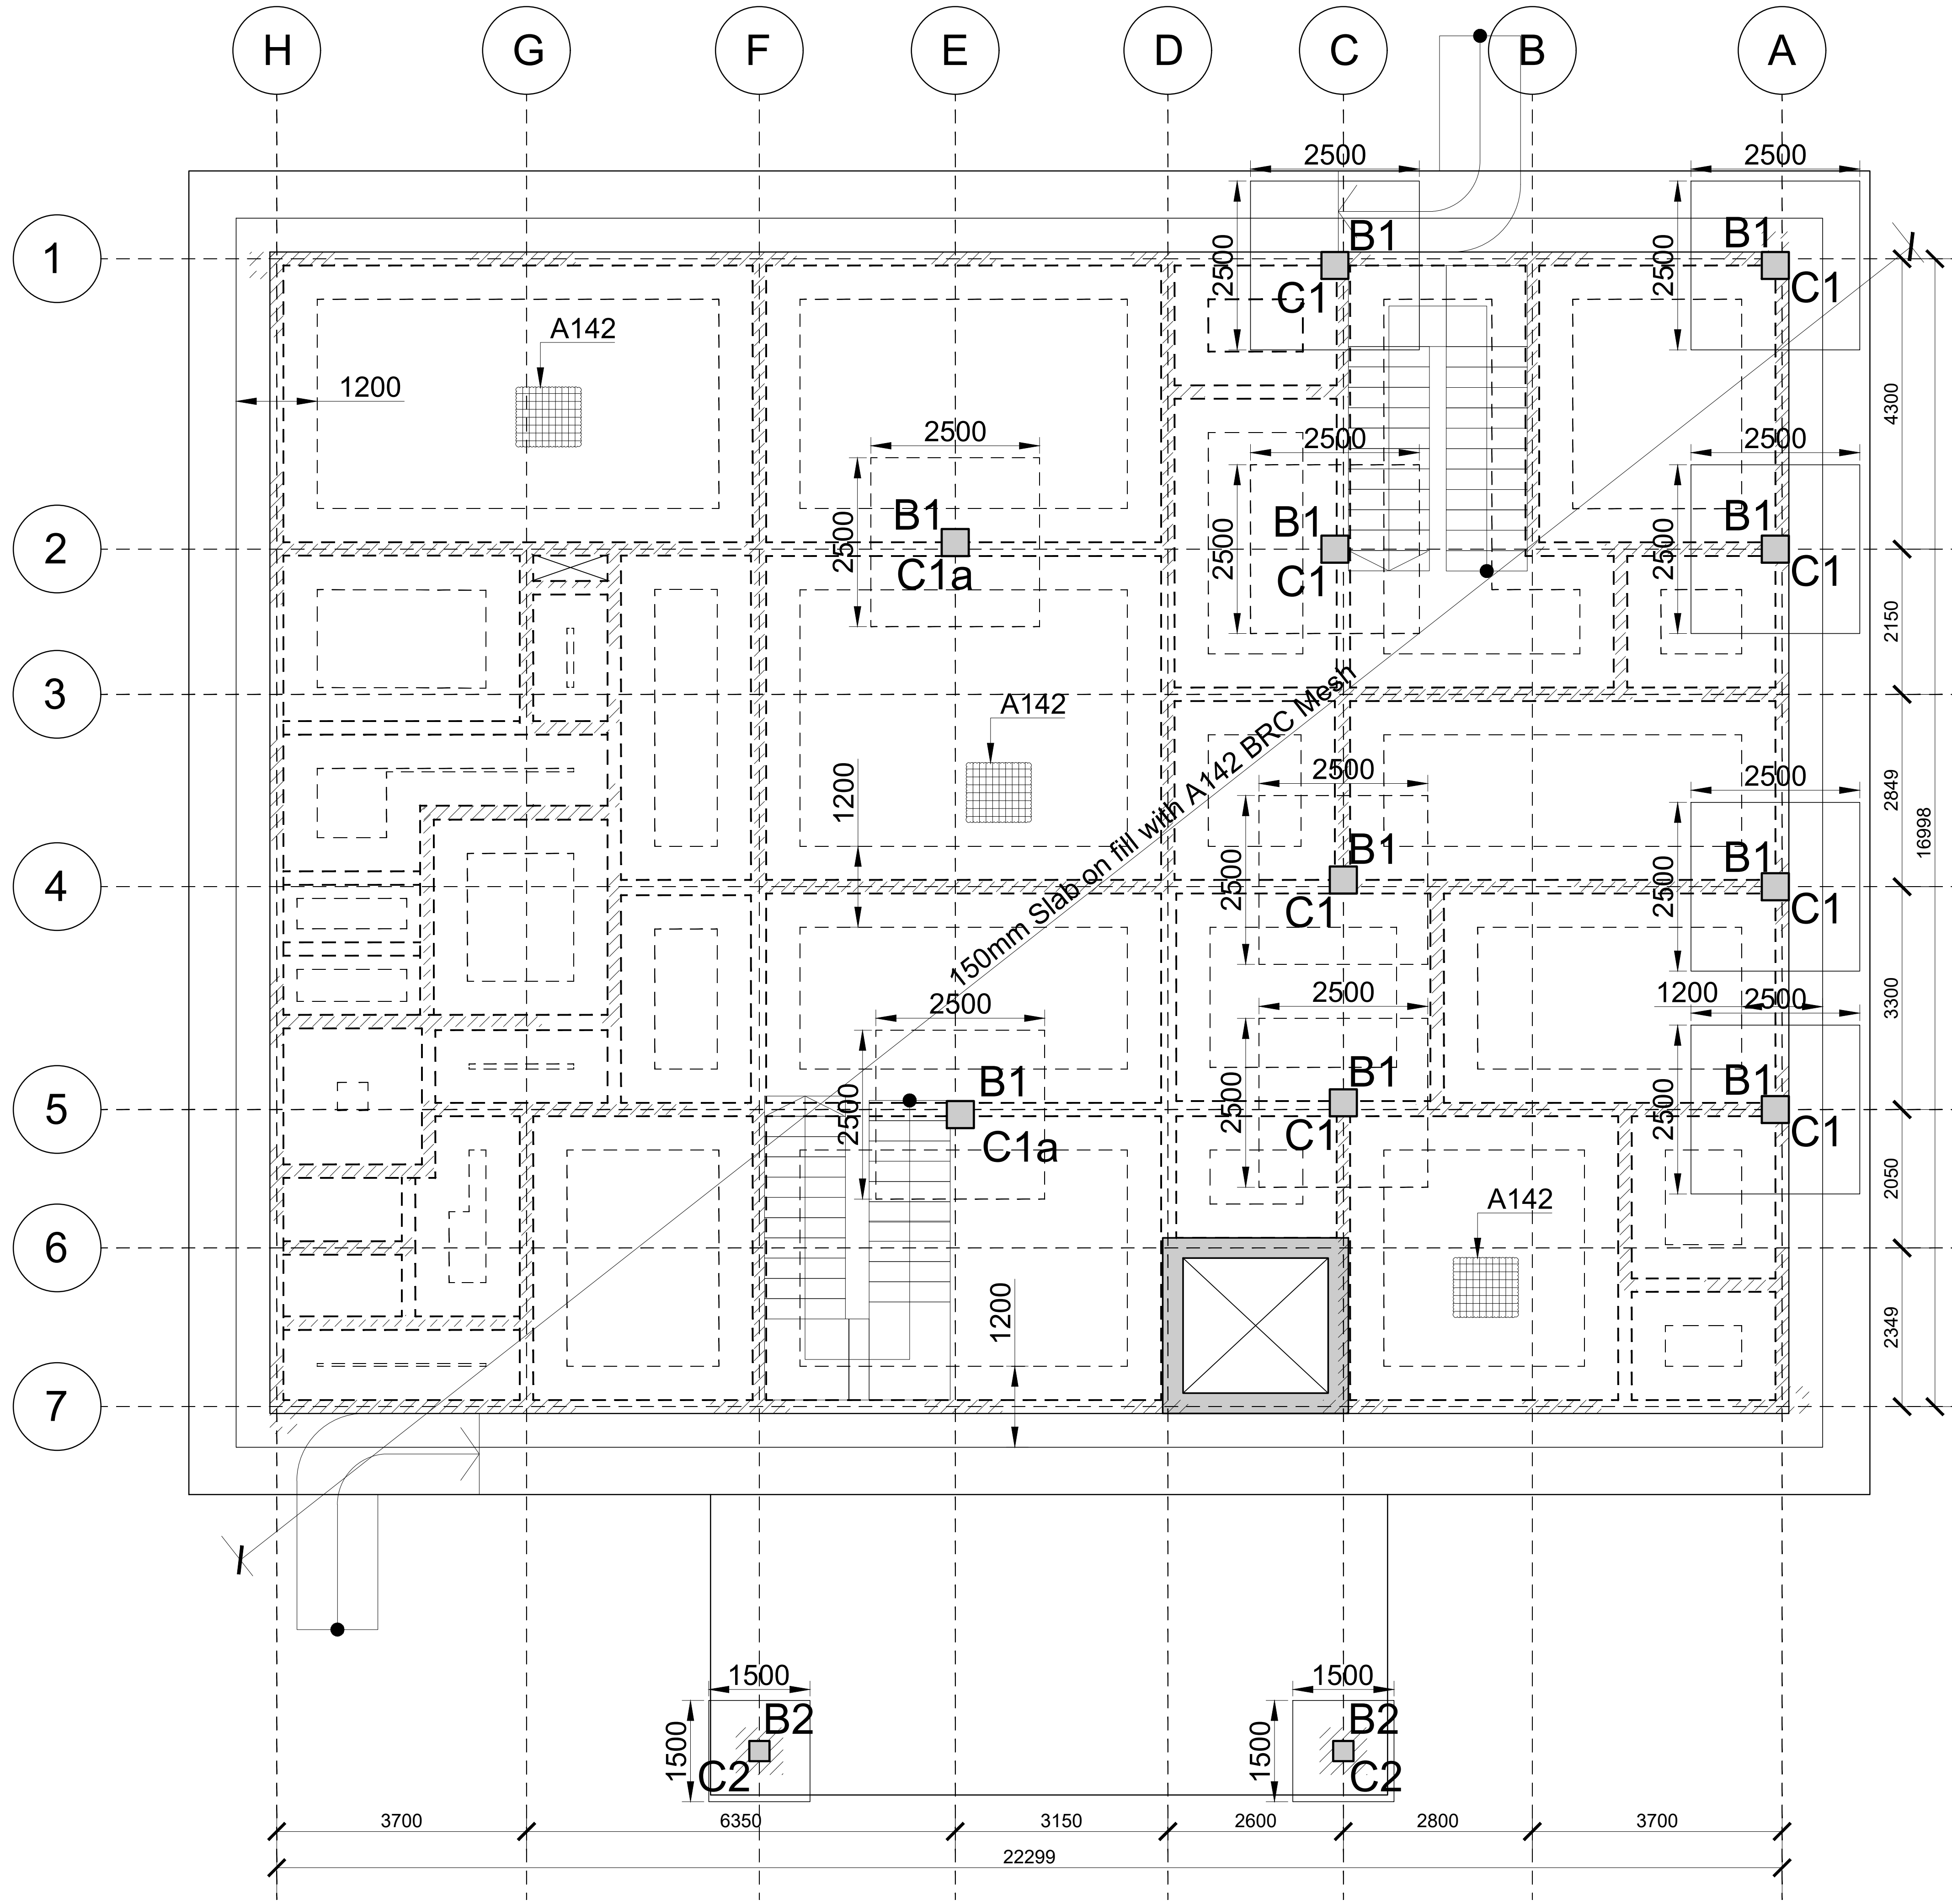 H G F E D C B A
2500 2500
1 B1 B1
2500 2500
C1 C1
A142
1200
4300
2500 2500 2500
B1 B1 B1
2 2500 2500 2500
C1a C1 C1
2150
3
A142
150mm Slab on fill with A142 BRC Mesh
1200 2500 2500
2849
16998
B1 B1
4 2500 2500
C1 C1
2500 2500 1200 2500
3300
B1 B1 B1
5 2500 2500 2500
C1a C1 C1
2050
A142
6
1200
2349
7
1500 1500
B2 B2
1500 1500
C2 C2
3700 6350 3150 2600 2800 3700
22299